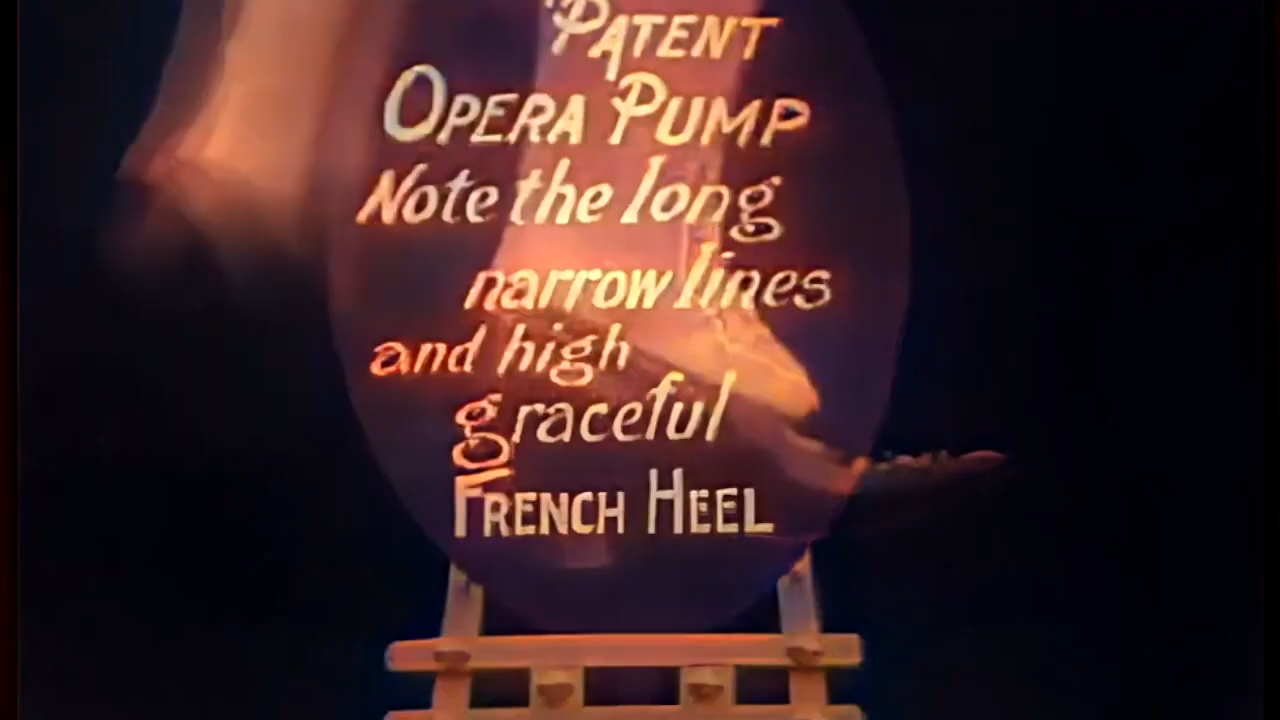 PATENT
OPERA PUMP
Note the long
narrow lines
and high
graceful
FRENCH HEEL